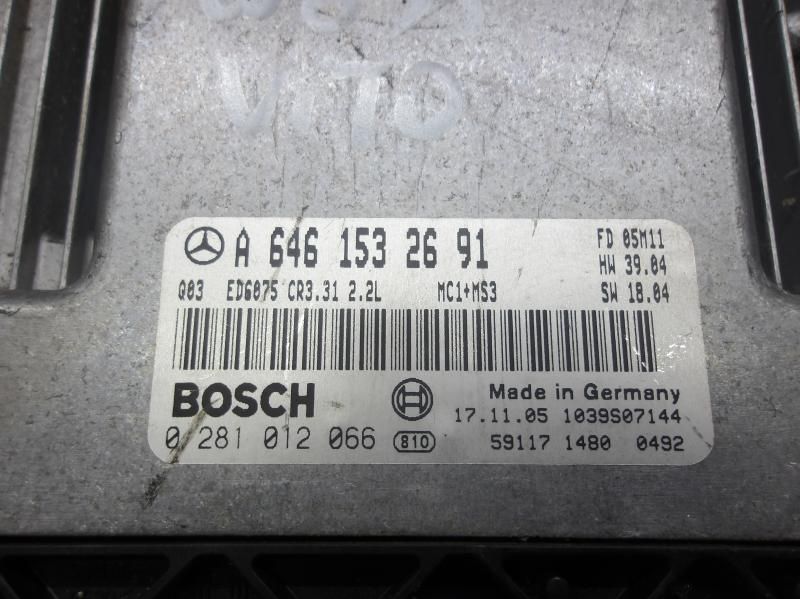 VITO
A 646 153 26 91
FD 05M11
HW 39.04
Q03 ED6075 CR3.31 2.2L MC1+MS3 SW 18.04
BOSCH
Made in Germany
17.11.05 1039S07144
0 281 012 066 810 59117 1480 0492